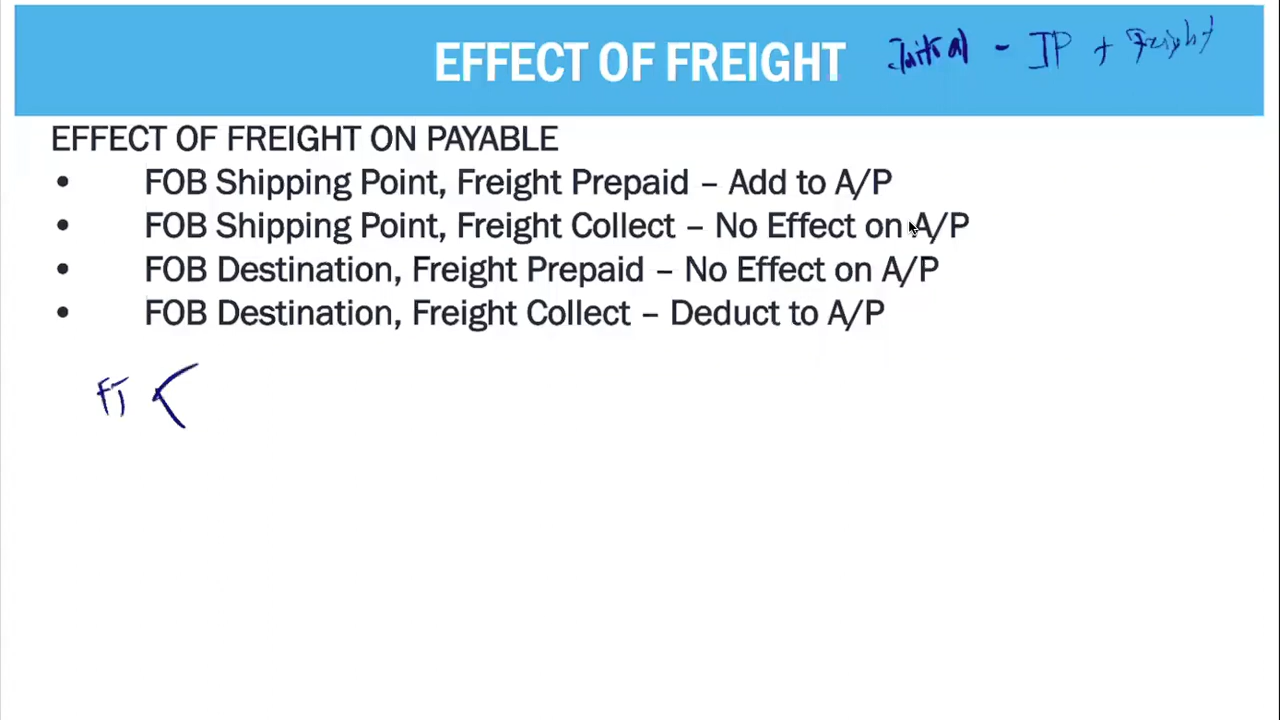 EFFECT OF FREIGHT Initial - IP + Freight
EFFECT OF FREIGHT ON PAYABLE
• FOB Shipping Point, Freight Prepaid – Add to A/P
• FOB Shipping Point, Freight Collect – No Effect on A/P
• FOB Destination, Freight Prepaid – No Effect on A/P
• FOB Destination, Freight Collect – Deduct to A/P